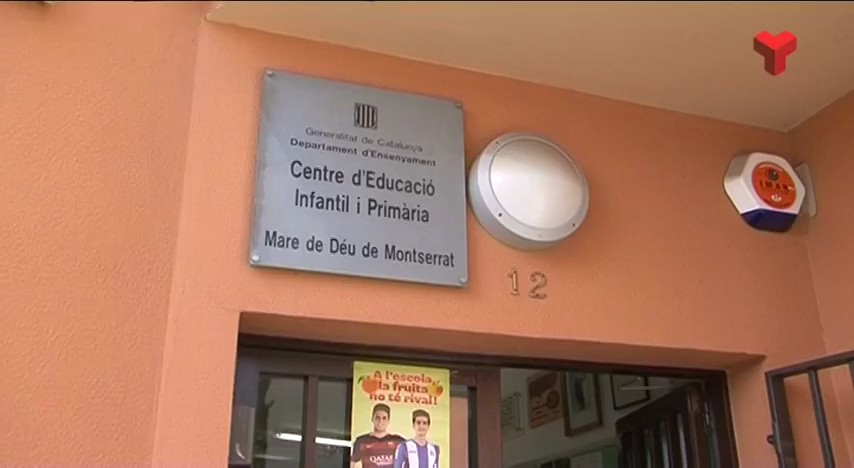 Generalitat de Catalunya
Departament d'Ensenyament
Centre d'Educació
Infantil i Primària
Mare de Déu de Montserrat
12
A l'escola
la fruita
no té rival!
QATAR